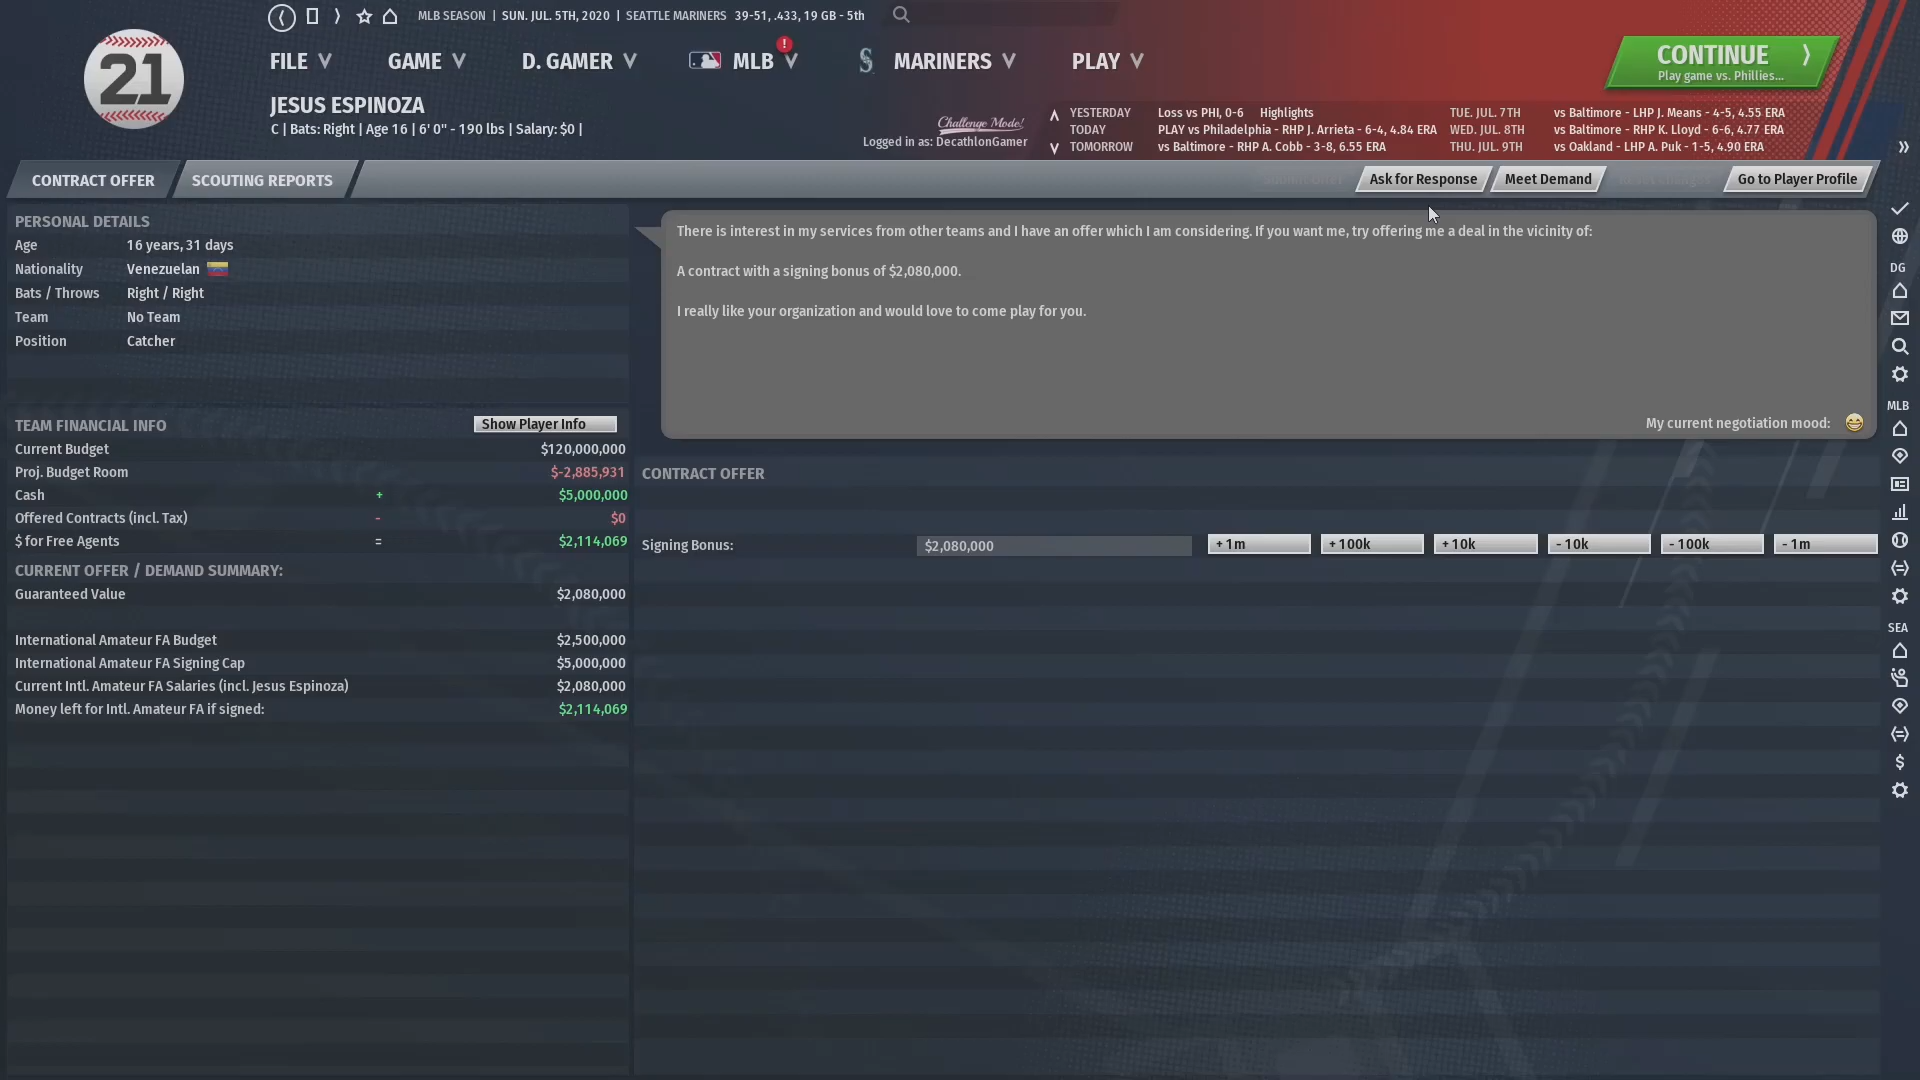 MLB SEASON | SUN. JUL. 5TH, 2020 | SEATTLE MARINERS 39-51, .433, 19 GB - 5th
21
FILE GAME D. GAMER MLB ! MARINERS PLAY
CONTINUE
Play game vs. Phillies...
JESUS ESPINOZA
C | Bats: Right | Age 16 | 6' 0" - 190 lbs | Salary: $0 |
Challenge Mode!
Logged in as: DecathlonGamer
YESTERDAY Loss vs PHI, 0-6 Highlights TUE. JUL. 7TH vs Baltimore - LHP J. Means - 4-5, 4.55 ERA
TODAY PLAY vs Philadelphia - RHP J. Arrieta - 6-4, 4.84 ERA WED. JUL. 8TH vs Baltimore - RHP K. Lloyd - 6-6, 4.77 ERA
TOMORROW vs Baltimore - RHP A. Cobb - 3-8, 6.55 ERA THU. JUL. 9TH vs Oakland - LHP A. Puk - 1-5, 4.90 ERA
CONTRACT OFFER SCOUTING REPORTS Ask for Response Meet Demand Go to Player Profile
PERSONAL DETAILS
Age 16 years, 31 days
Nationality Venezuelan
Bats / Throws Right / Right
Team No Team
Position Catcher
There is interest in my services from other teams and I have an offer which I am considering. If you want me, try offering me a deal in the vicinity of:
A contract with a signing bonus of $2,080,000.
I really like your organization and would love to come play for you.
My current negotiation mood:
TEAM FINANCIAL INFO Show Player Info
Current Budget $120,000,000
Proj. Budget Room $-2,885,931
Cash + $5,000,000
Offered Contracts (incl. Tax) - $0
$ for Free Agents = $2,114,069
CURRENT OFFER / DEMAND SUMMARY:
Guaranteed Value $2,080,000
International Amateur FA Budget $2,500,000
International Amateur FA Signing Cap $5,000,000
Current Intl. Amateur FA Salaries (incl. Jesus Espinoza) $2,080,000
Money left for Intl. Amateur FA if signed: $2,114,069
CONTRACT OFFER
Signing Bonus: $2,080,000 + 1m + 100k + 10k - 10k - 100k - 1m
DG
MLB
SEA